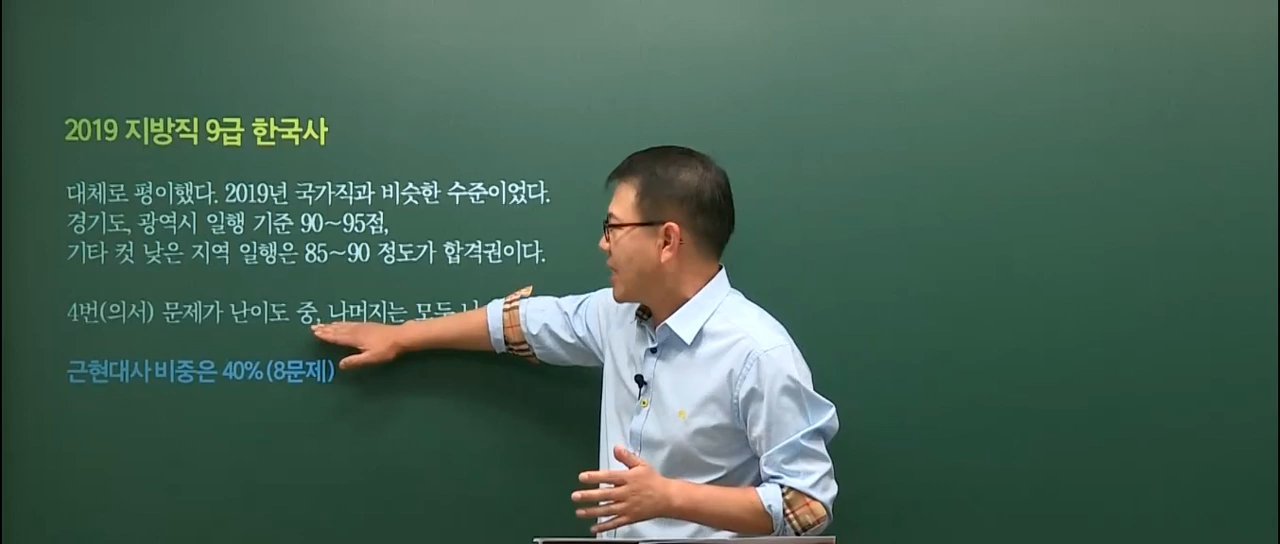 2019 지방직 9급 한국사
대체로 평이했다. 2019년 국가직과 비슷한 수준이었다.
경기도, 광역시 일행 기준 90~95점,
기타 컷 낮은 지역 일행은 85~90 정도가 합격권이다.
4번(의서) 문제가 난이도 중, 나머지는 모두
근현대사 비중은 40% (8문제)